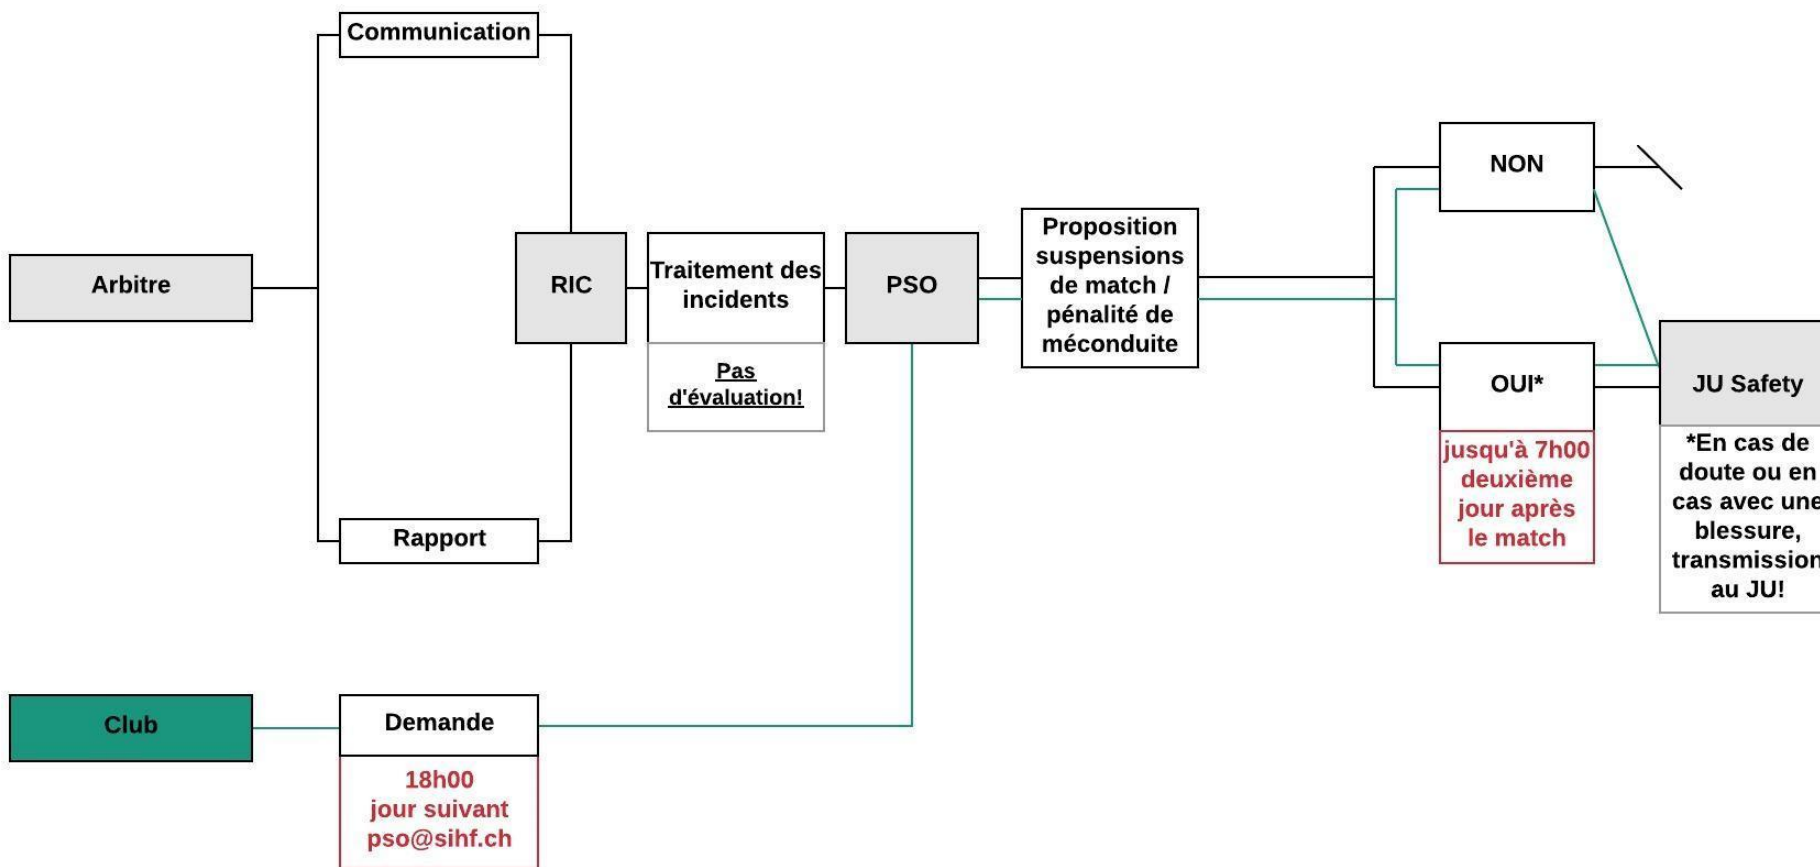 Communication
Arbitre
RIC
Traitement des
incidents
Pas
d'évaluation!
PSO
Proposition
suspensions
de match /
pénalité de
méconduite
NON
OUI*
jusqu'à 7h00
deuxième
jour après
le match
JU Safety
*En cas de
doute ou en
cas avec une
blessure,
transmission
au JU!
Rapport
Club
Demande
18h00
jour suivant
pso@sihf.ch